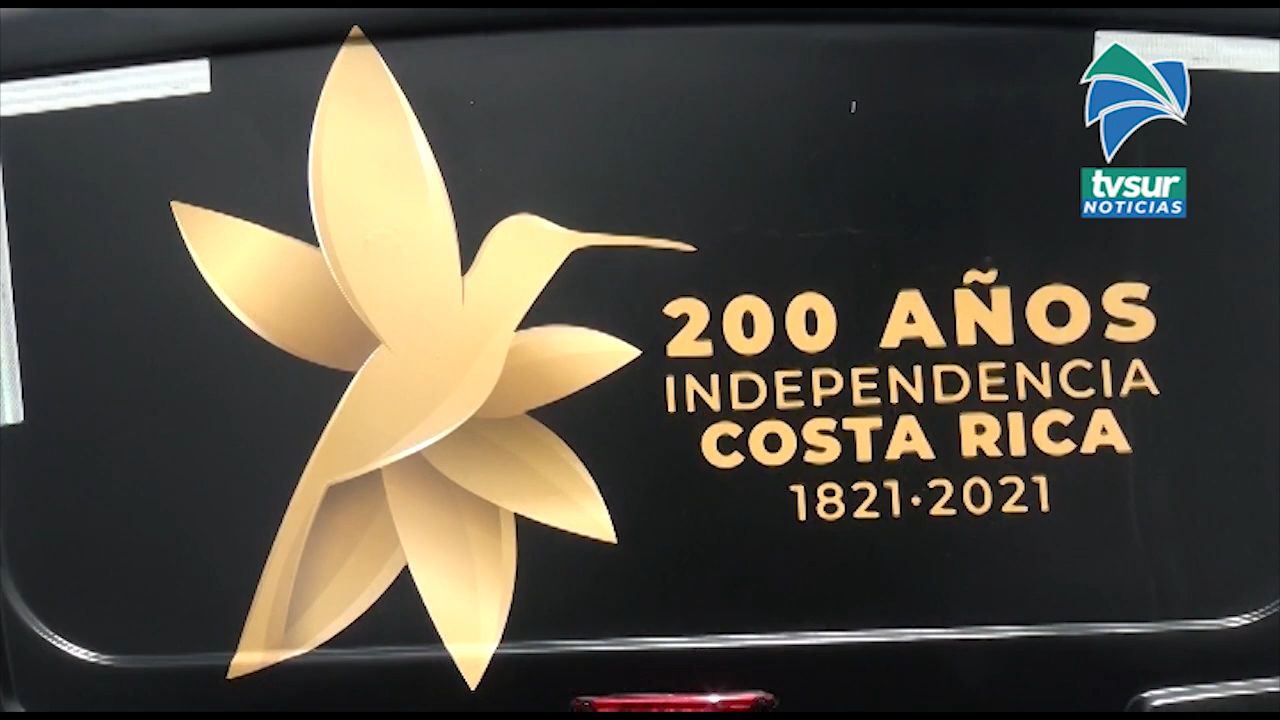 tvsur
NOTICIAS
200 AÑOS
INDEPENDENCIA
COSTA RICA
1821·2021